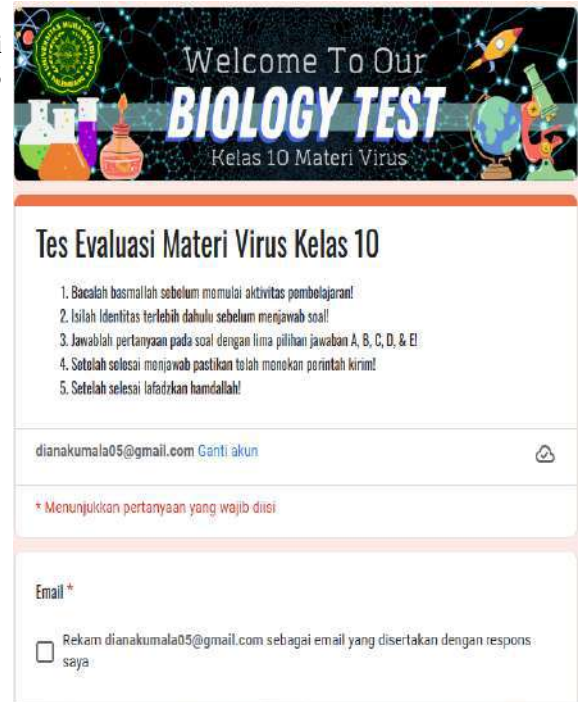 Welcome To Our
BIOLOGY TEST
Kelas 10 Materi Virus
Tes Evaluasi Materi Virus Kelas 10
1. Bacalah basmallah sebelum memulai aktivitas pembelajaran!
2. Isilah Identitas terlebih dahulu sebelum menjawab soal!
3. Jawablah pertanyaan pada soal dengan lima pilihan jawaban A, B, C, D, & E!
4. Setelah selesai menjawab pastikan telah menekan perintah kirim!
5. Setelah selesai lafadzkan hamdallah!
dianakumala05@gmail.com Ganti akun
* Menunjukkan pertanyaan yang wajib diisi
Email *
Rekam dianakumala05@gmail.com sebagai email yang disertakan dengan respons
saya